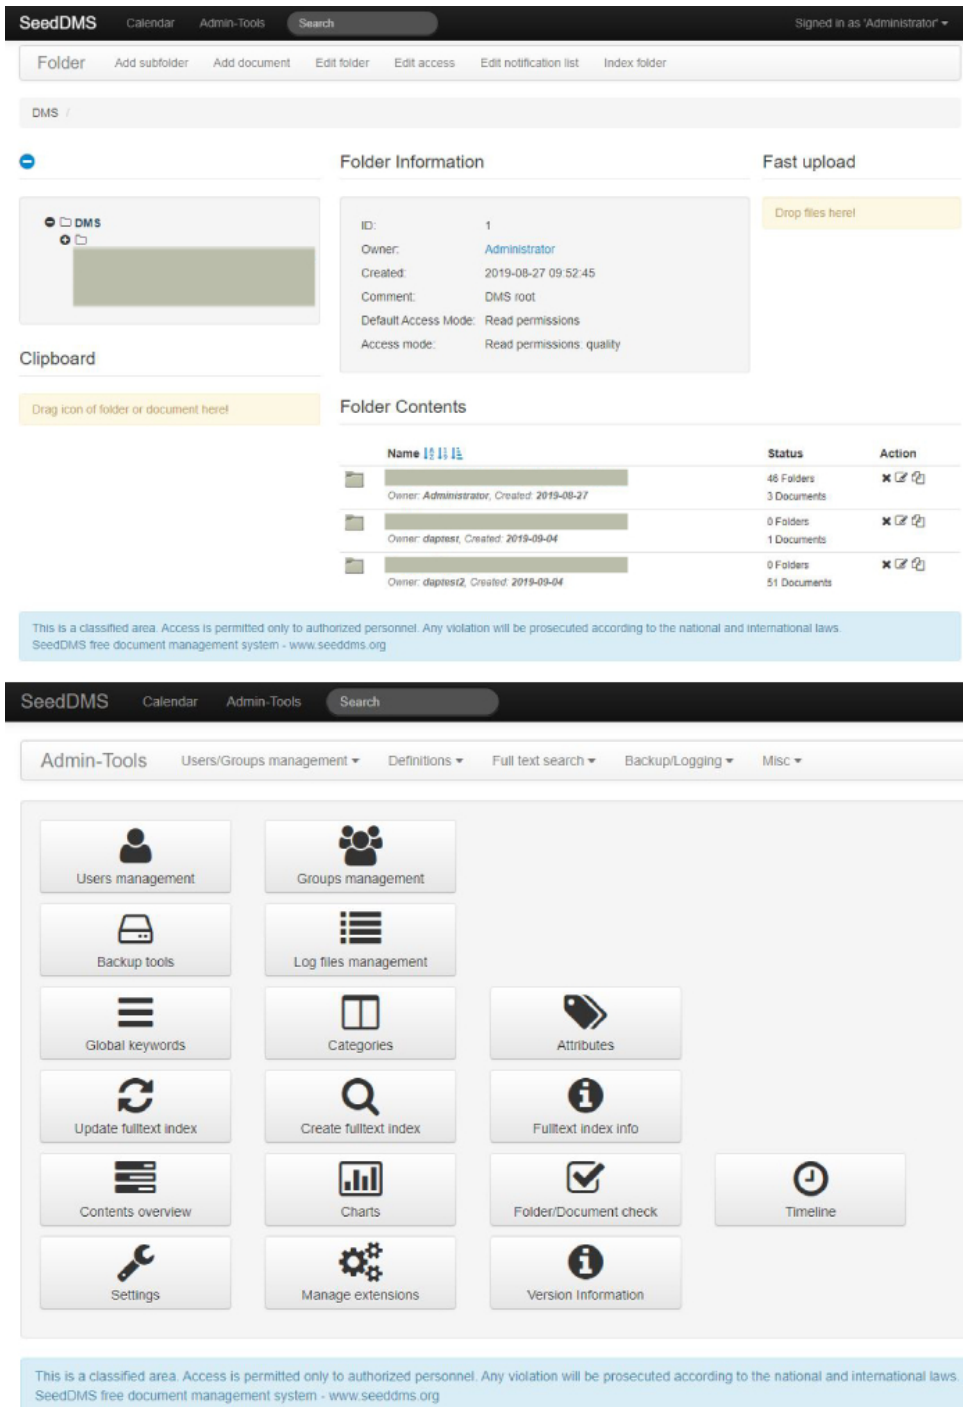 SeedDMS Calendar Admin-Tools Search Signed in as 'Administrator'
Folder Add subfolder Add document Edit folder Edit access Edit notification list Index folder
DMS /
Folder Information
Fast upload
DMS
ID: 1
Owner: Administrator
Created: 2019-08-27 09:52:45
Comment: DMS root
Default Access Mode: Read permissions
Access mode: Read permissions: quality
Drop files here!
Clipboard
Drag icon of folder or document here!
Folder Contents
Name Status Action
46 Folders
Owner: Administrator, Created: 2019-08-27 3 Documents
0 Folders
Owner: daptest, Created: 2019-09-04 1 Documents
0 Folders
Owner: daptest2, Created: 2019-09-04 51 Documents
This is a classified area. Access is permitted only to authorized personnel. Any violation will be prosecuted according to the national and international laws.
SeedDMS free document management system - www.seeddms.org
SeedDMS Calendar Admin-Tools Search
Admin-Tools Users/Groups management Definitions Full text search Backup/Logging Misc
Users management Groups management
Backup tools Log files management
Global keywords Categories Attributes
Update fulltext index Create fulltext index Fulltext index info
Contents overview Charts Folder/Document check Timeline
Settings Manage extensions Version Information
This is a classified area. Access is permitted only to authorized personnel. Any violation will be prosecuted according to the national and international laws.
SeedDMS free document management system - www.seeddms.org